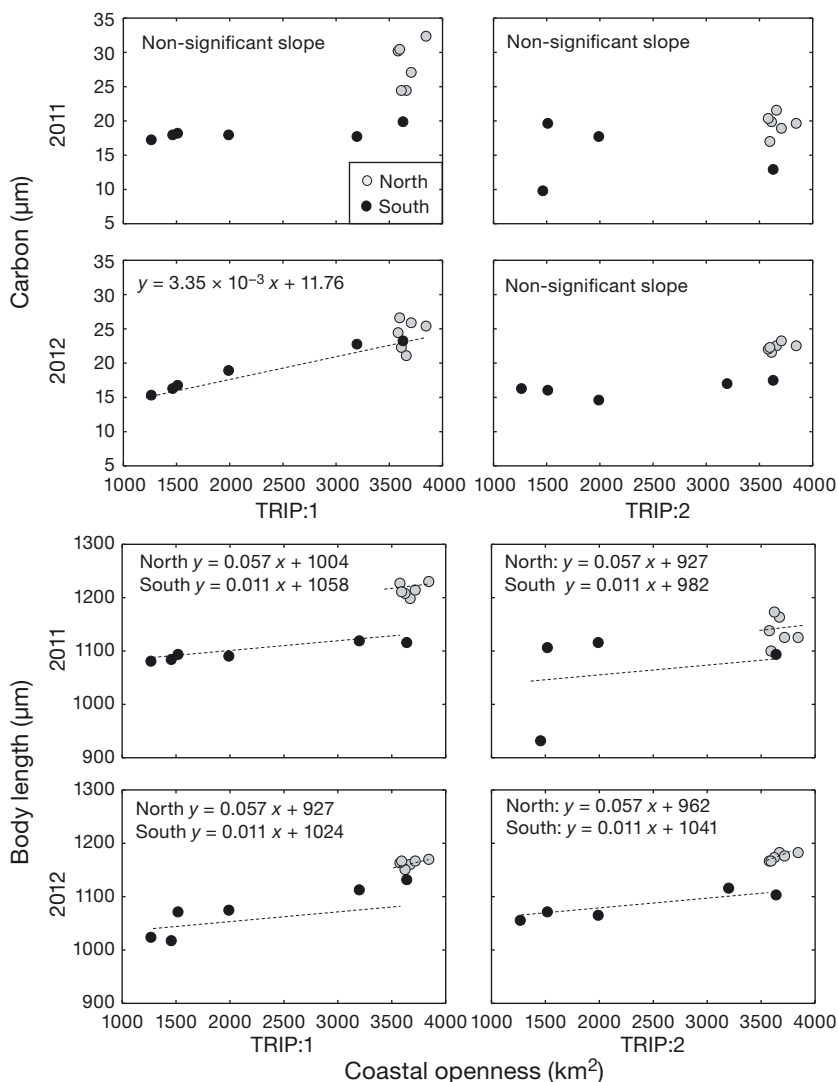 35
30
25
20
15
10
5
Non-significant slope
North
South
2011
35
30
25
20
15
10
5
y = 3.35 × 10⁻³ x + 11.76
Non-significant slope
2012
Carbon (µm)
1000 1500 2000 2500 3000 3500 4000
1000 1500 2000 2500 3000 3500 4000
TRIP:1
TRIP:2
1300
1200
1100
1000
900
North y = 0.057 x + 1004
South y = 0.011 x + 1058
North: y = 0.057 x + 927
South y = 0.011 x + 982
2011
1300
1200
1100
1000
900
North y = 0.057 x + 927
South y = 0.011 x + 1024
North: y = 0.057 x + 962
South: y = 0.011 x + 1041
2012
Body length (µm)
1000 1500 2000 2500 3000 3500 4000
1000 1500 2000 2500 3000 3500 4000
TRIP:1
TRIP:2
Coastal openness (km²)